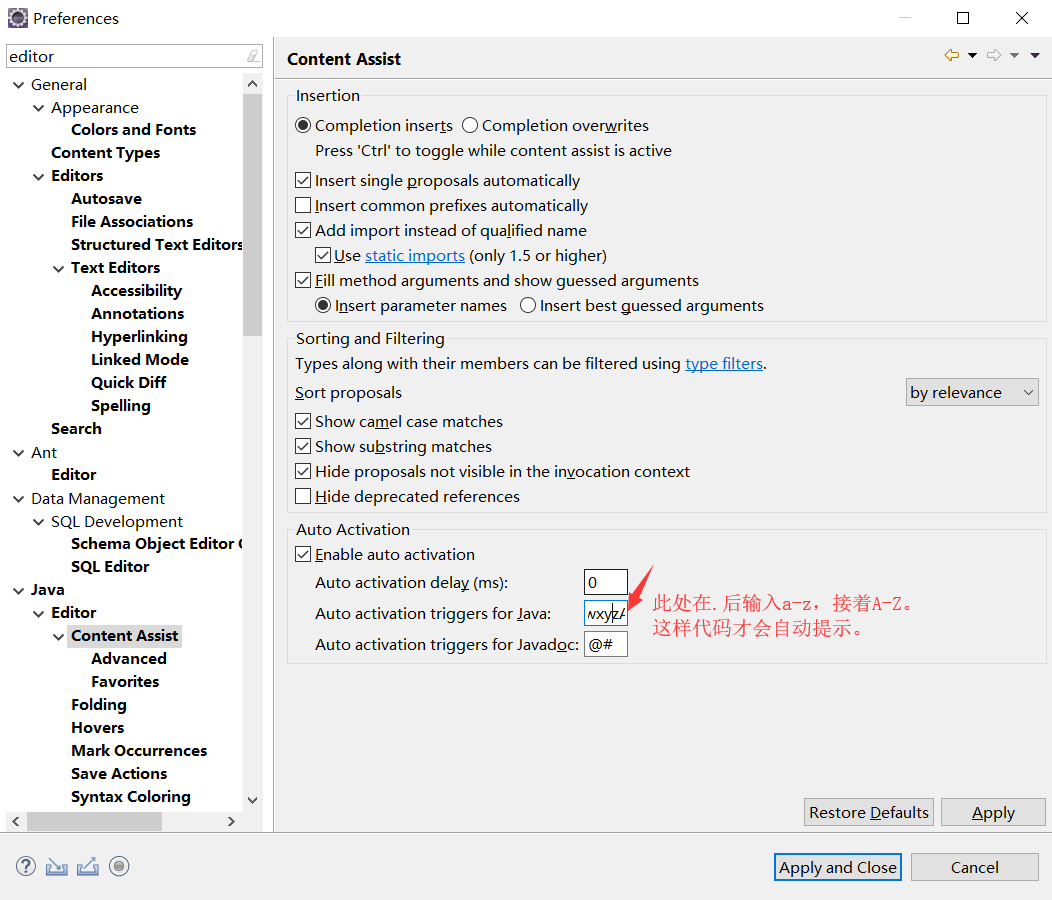 Preferences
editor
General
Appearance
Colors and Fonts
Content Types
Editors
Autosave
File Associations
Structured Text Editors
Text Editors
Accessibility
Annotations
Hyperlinking
Linked Mode
Quick Diff
Spelling
Search
Ant
Editor
Data Management
SQL Development
Schema Object Editor
SQL Editor
Java
Editor
Content Assist
Advanced
Favorites
Folding
Hovers
Mark Occurrences
Save Actions
Syntax Coloring
Content Assist
Insertion
Completion inserts Completion overwrites
Press 'Ctrl' to toggle while content assist is active
Insert single proposals automatically
Insert common prefixes automatically
Add import instead of qualified name
Use static imports (only 1.5 or higher)
Fill method arguments and show guessed arguments
Insert parameter names Insert best guessed arguments
Sorting and Filtering
Types along with their members can be filtered using type filters.
Sort proposals by relevance
Show camel case matches
Show substring matches
Hide proposals not visible in the invocation context
Hide deprecated references
Auto Activation
Enable auto activation
Auto activation delay (ms): 0
Auto activation triggers for Java: wxyzA
Auto activation triggers for Javadoc: @#
此处在.后输入a-z，接着A-Z。
这样代码才会自动提示。
Restore Defaults Apply
Apply and Close Cancel